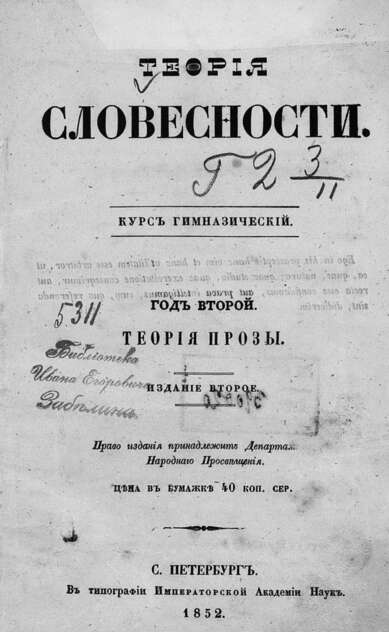 ТЕОРІЯ
СЛОВЕСНОСТИ.
Г 2 3/11
КУРСЪ ГИМНАЗИЧЕСКІЙ.
ГОДЪ ВТОРОЙ.
5311
ТЕОРІЯ ПРОЗЫ.
Библіотека
Ивана Егоровича
Забѣлина
ИЗДАНІЕ ВТОРОЕ.
Право изданія принадлежитъ Департам.
Народнаго Просвѣщенія.
ЦѢНА ВЪ БУМАЖКѢ 40 КОП. СЕР.
С. ПЕТЕРБУРГЪ.
Въ типографіи Императорской Академіи Наукъ.
1852.